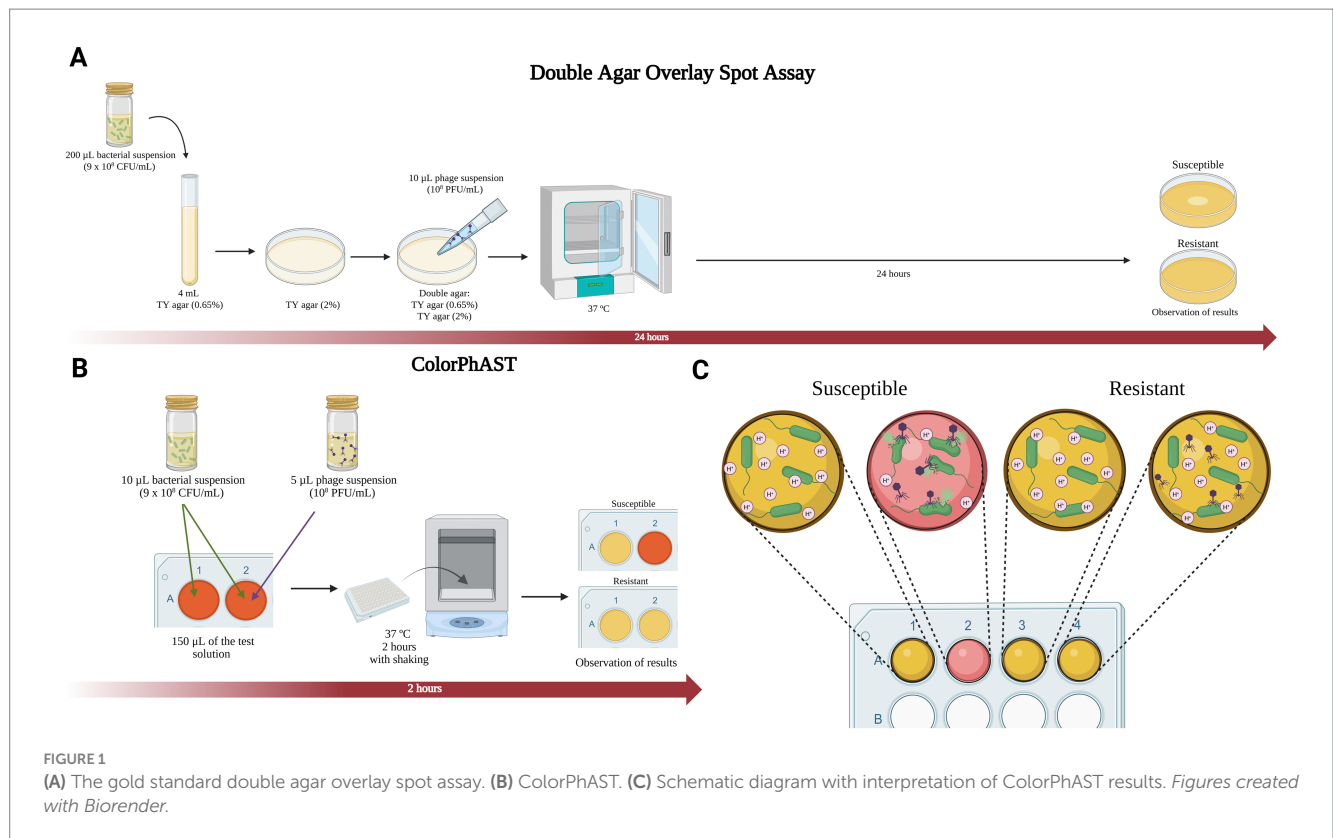 A
Double Agar Overlay Spot Assay
200 µL bacterial suspension
(9 x 10⁸ CFU/mL)
4 mL
TY agar (0.65%)
TY agar (2%)
10 µL phage suspension
(10⁸ PFU/mL)
Double agar:
TY agar (0.65%)
TY agar (2%)
37 ºC
24 hours
Susceptible
Resistant
Observation of results
24 hours
B
ColorPhAST
10 µL bacterial suspension
(9 x 10⁸ CFU/mL)
5 µL phage suspension
(10⁸ PFU/mL)
1 2
A
150 µL of the test
solution
37 ºC
2 hours
with shaking
Susceptible
1 2
A
Resistant
1 2
A
Observation of results
2 hours
C
Susceptible
Resistant
H⁺ H⁺ H⁺ H⁺ H⁺ H⁺ H⁺ H⁺ H⁺
H⁺ H⁺
H⁺ H⁺ H⁺ H⁺ H⁺ H⁺ H⁺ H⁺ H⁺
H⁺ H⁺ H⁺ H⁺ H⁺ H⁺ H⁺ H⁺ H⁺
1 2 3 4
A
B
FIGURE 1
(A) The gold standard double agar overlay spot assay. (B) ColorPhAST. (C) Schematic diagram with interpretation of ColorPhAST results. Figures created
with Biorender.